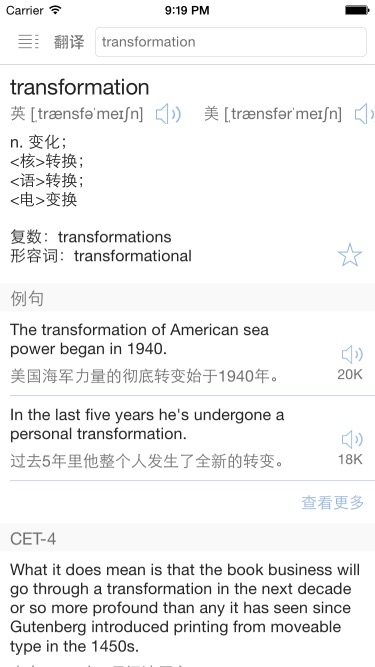 Carrier 9:19 PM
翻译 transformation
transformation
英 [ˌtrænsfəˈmeɪʃn] 美 [ˌtrænsfərˈmeɪʃn]
n. 变化；
<核>转换；
<语>转换；
<电>变换
复数：transformations
形容词：transformational
例句
The transformation of American sea
power began in 1940.
美国海军力量的彻底转变始于1940年。
20K
In the last five years he's undergone a
personal transformation.
过去5年里他整个人发生了全新的转变。
18K
查看更多
CET-4
What it does mean is that the book business will
go through a transformation in the next decade
or so more profound than any it has seen since
Gutenberg introduced printing from moveable
type in the 1450s.